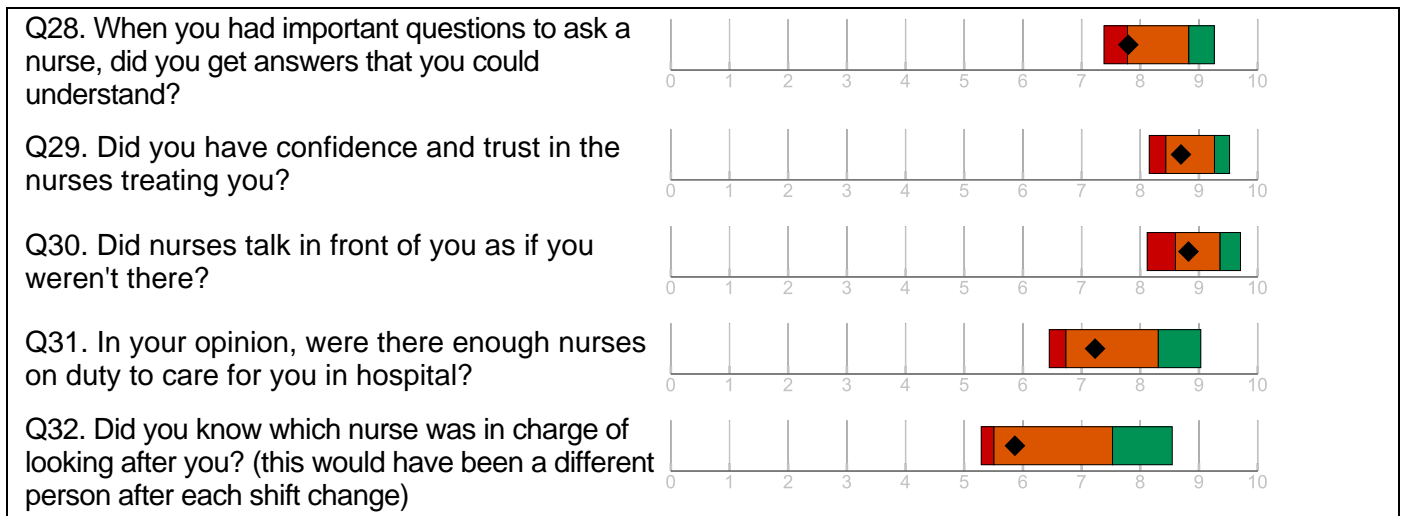 Q28. When you had important questions to ask a
nurse, did you get answers that you could
understand?
0 1 2 3 4 5 6 7 8 9 10
Q29. Did you have confidence and trust in the
nurses treating you?
0 1 2 3 4 5 6 7 8 9 10
Q30. Did nurses talk in front of you as if you
weren't there?
0 1 2 3 4 5 6 7 8 9 10
Q31. In your opinion, were there enough nurses
on duty to care for you in hospital?
0 1 2 3 4 5 6 7 8 9 10
Q32. Did you know which nurse was in charge of
looking after you? (this would have been a different
person after each shift change)
0 1 2 3 4 5 6 7 8 9 10